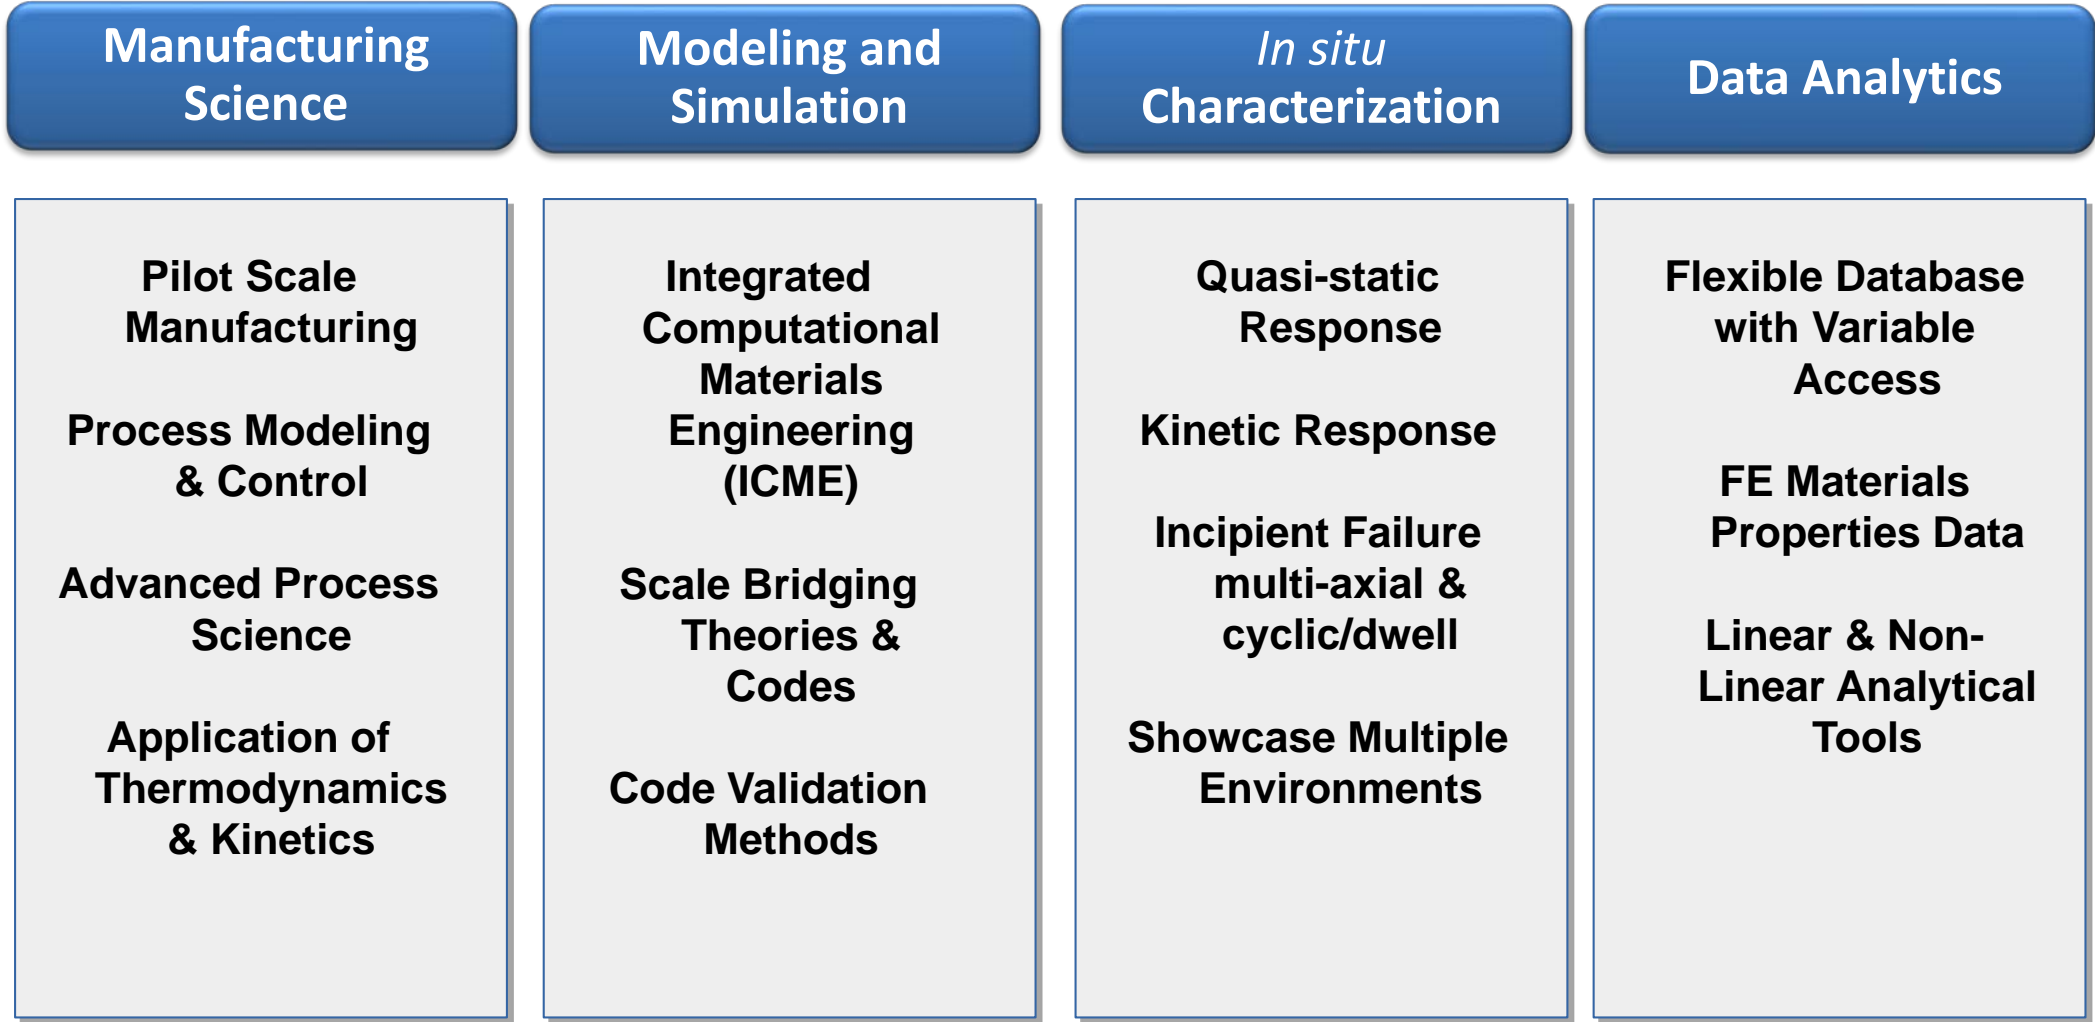 Manufacturing
Science
Modeling and
Simulation
In situ
Characterization
Data Analytics
Pilot Scale
Manufacturing
Process Modeling
& Control
Advanced Process
Science
Application of
Thermodynamics
& Kinetics
Integrated
Computational
Materials
Engineering
(ICME)
Scale Bridging
Theories &
Codes
Code Validation
Methods
Quasi-static
Response
Kinetic Response
Incipient Failure
multi-axial &
cyclic/dwell
Showcase Multiple
Environments
Flexible Database
with Variable
Access
FE Materials
Properties Data
Linear & Non-
Linear Analytical
Tools